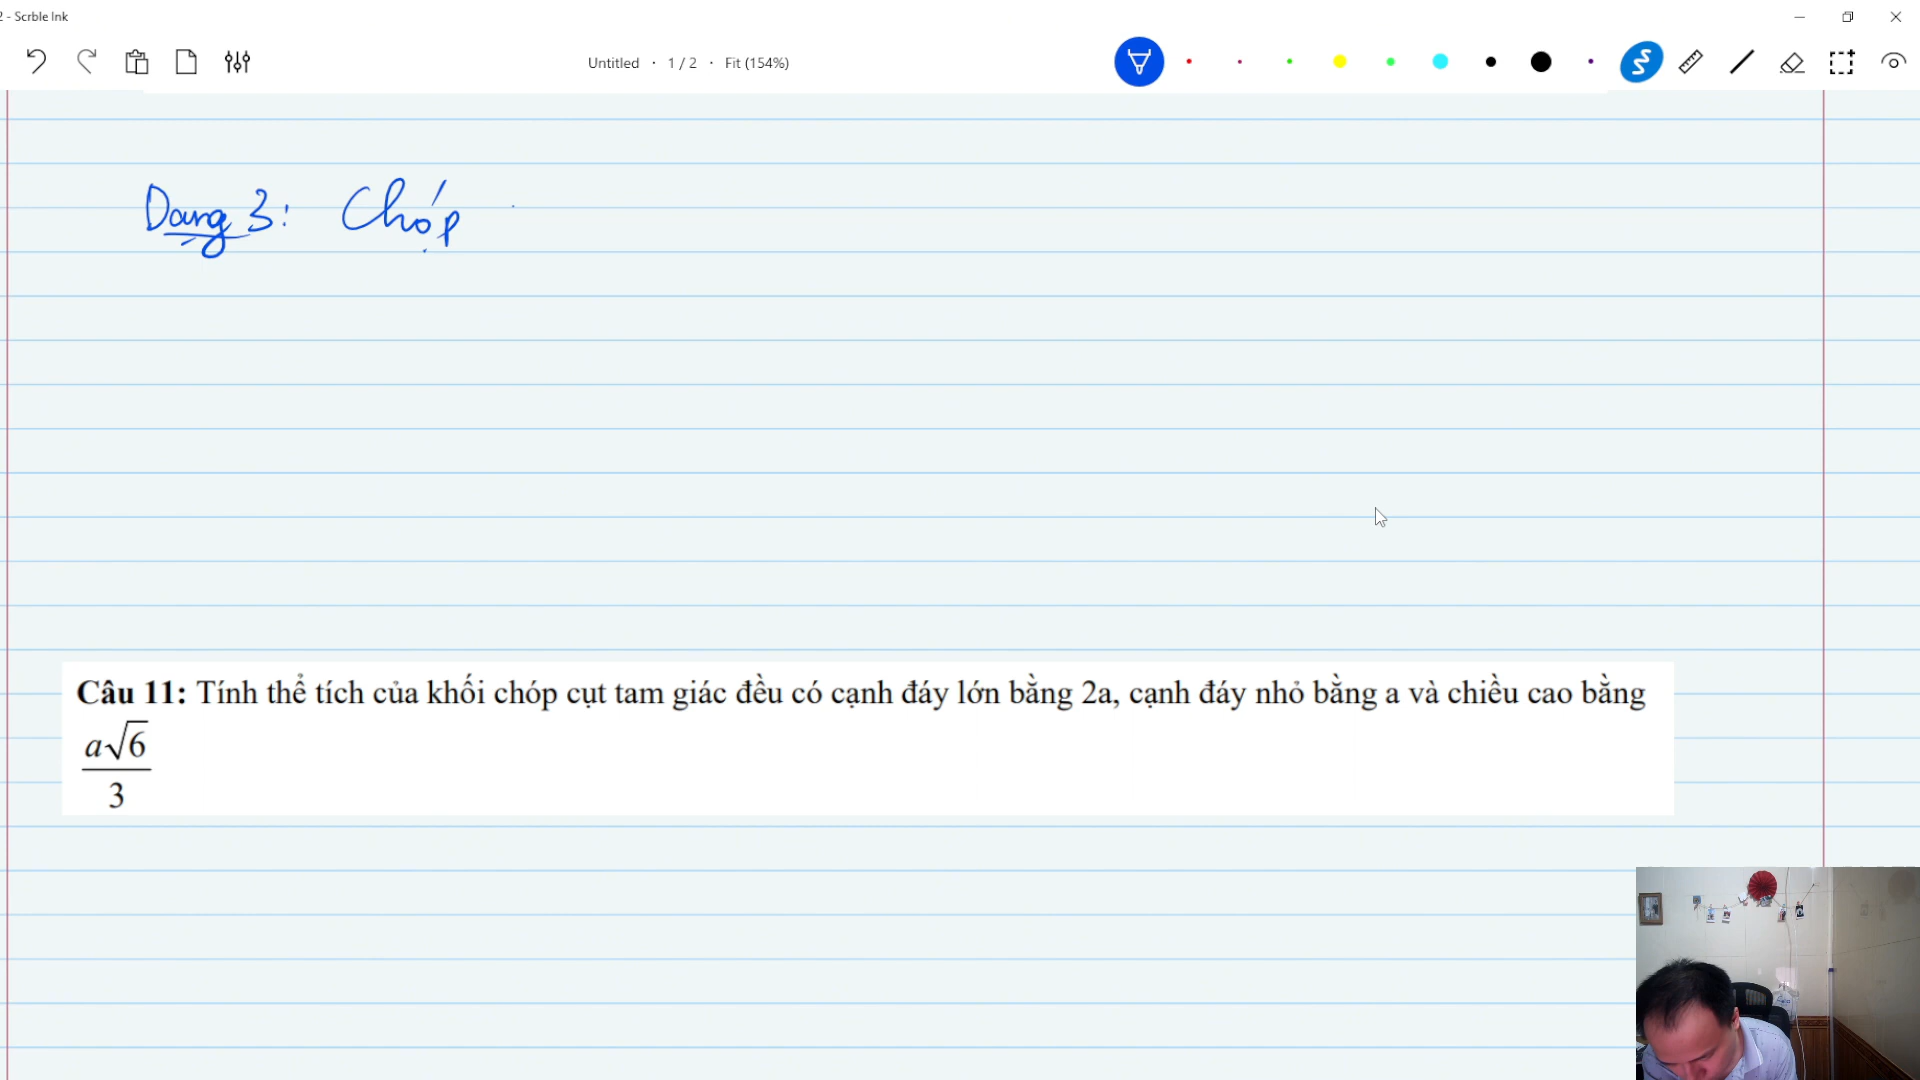 2 - Scrble Ink
Untitled · 1 / 2 · Fit (154%)
Dạng 3: Chóp
Câu 11: Tính thể tích của khối chóp cụt tam giác đều có cạnh đáy lớn bằng 2a, cạnh đáy nhỏ bằng a và chiều cao bằng
a√6
3